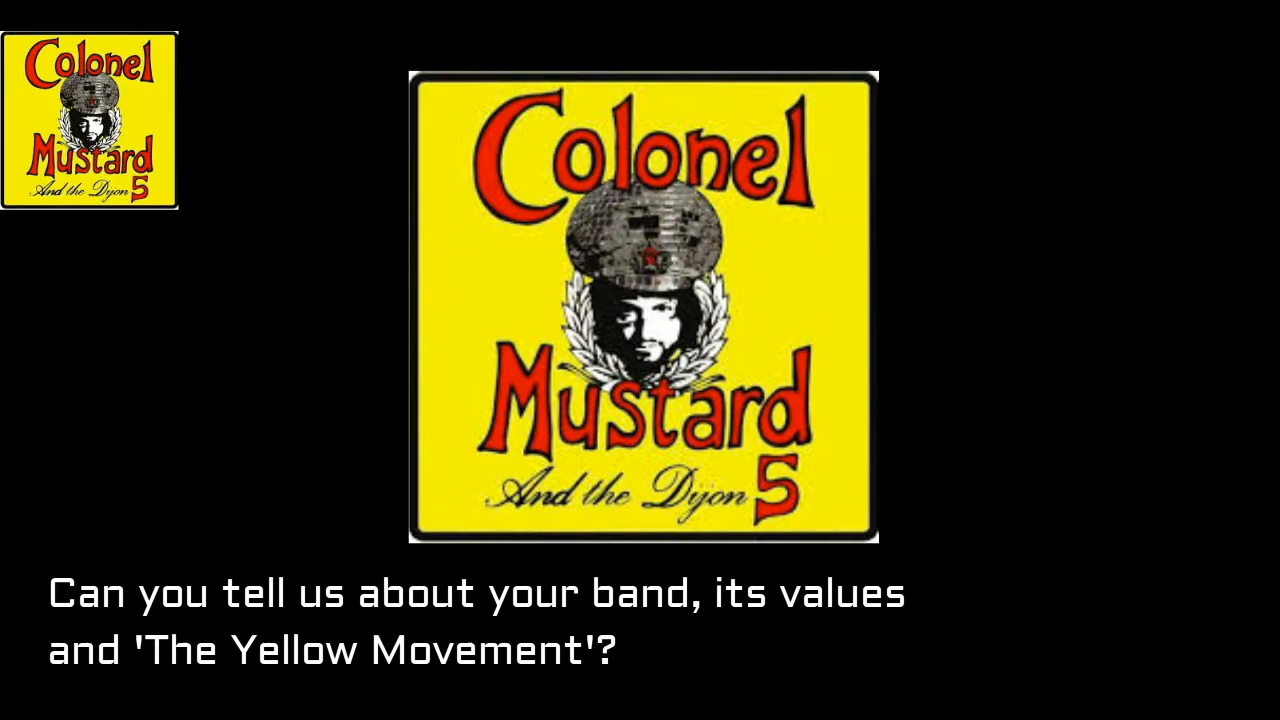 Colonel
Mustard
And the Dijon 5
Colonel
Mustard
And the Dijon 5
Can you tell us about your band, its values
and 'The Yellow Movement'?